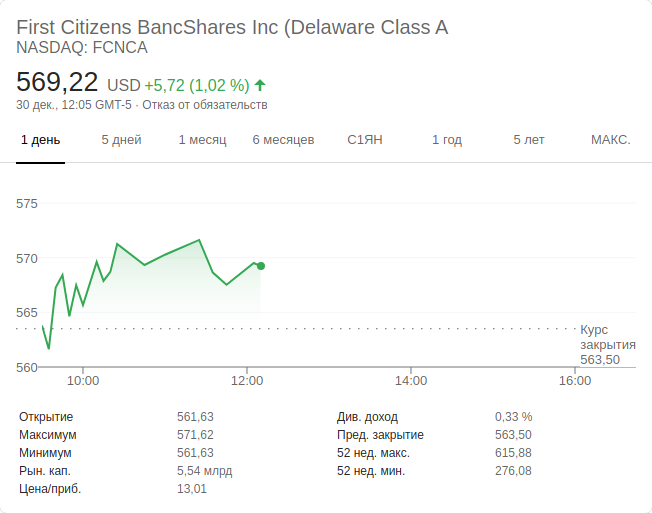 First Citizens BancShares Inc (Delaware Class A
NASDAQ: FCNCA
569,22 USD +5,72 (1,02 %)
30 дек., 12:05 GMT-5 · Отказ от обязательств
1 день 5 дней 1 месяц 6 месяцев С1ЯН 1 год 5 лет МАКС.
575
570
565
560
Курс
закрытия
563,50
10:00 12:00 14:00 16:00
Открытие 561,63 Див. доход 0,33 %
Максимум 571,62 Пред. закрытие 563,50
Минимум 561,63 52 нед. макс. 615,88
Рын. кап. 5,54 млрд 52 нед. мин. 276,08
Цена/приб. 13,01